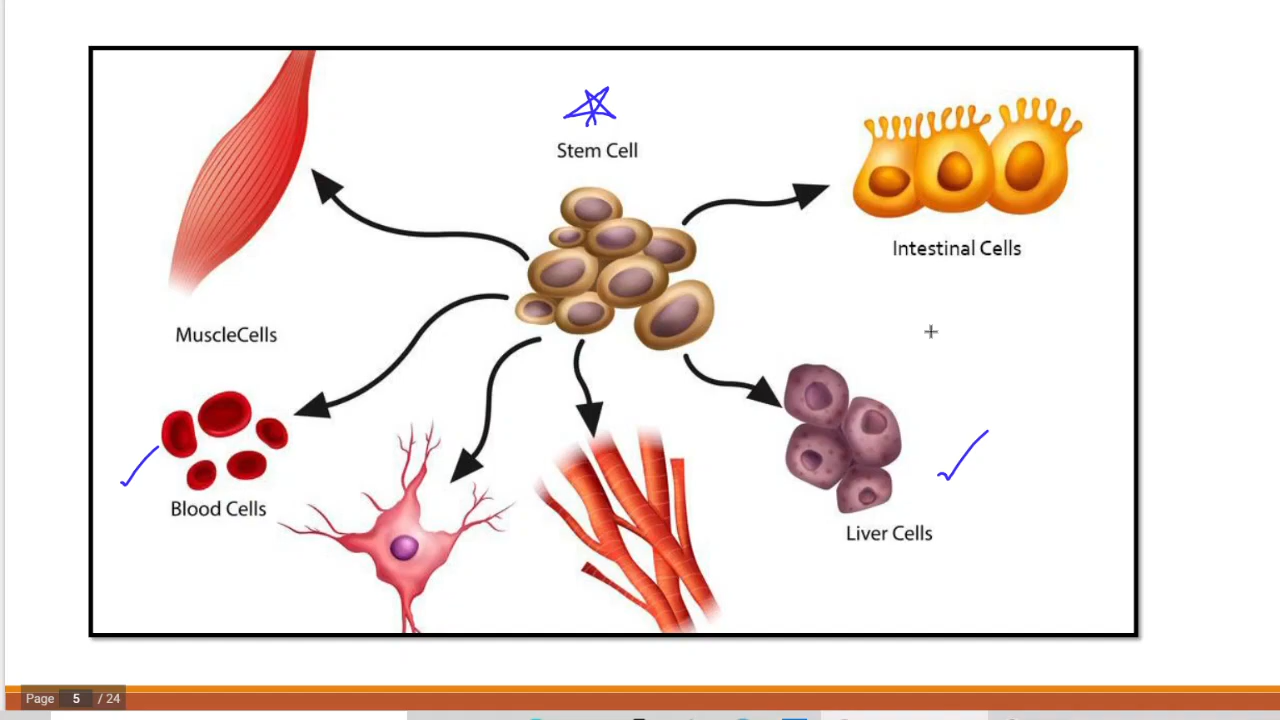 Stem Cell
Intestinal Cells
MuscleCells
Blood Cells
Liver Cells
Page 5 / 24